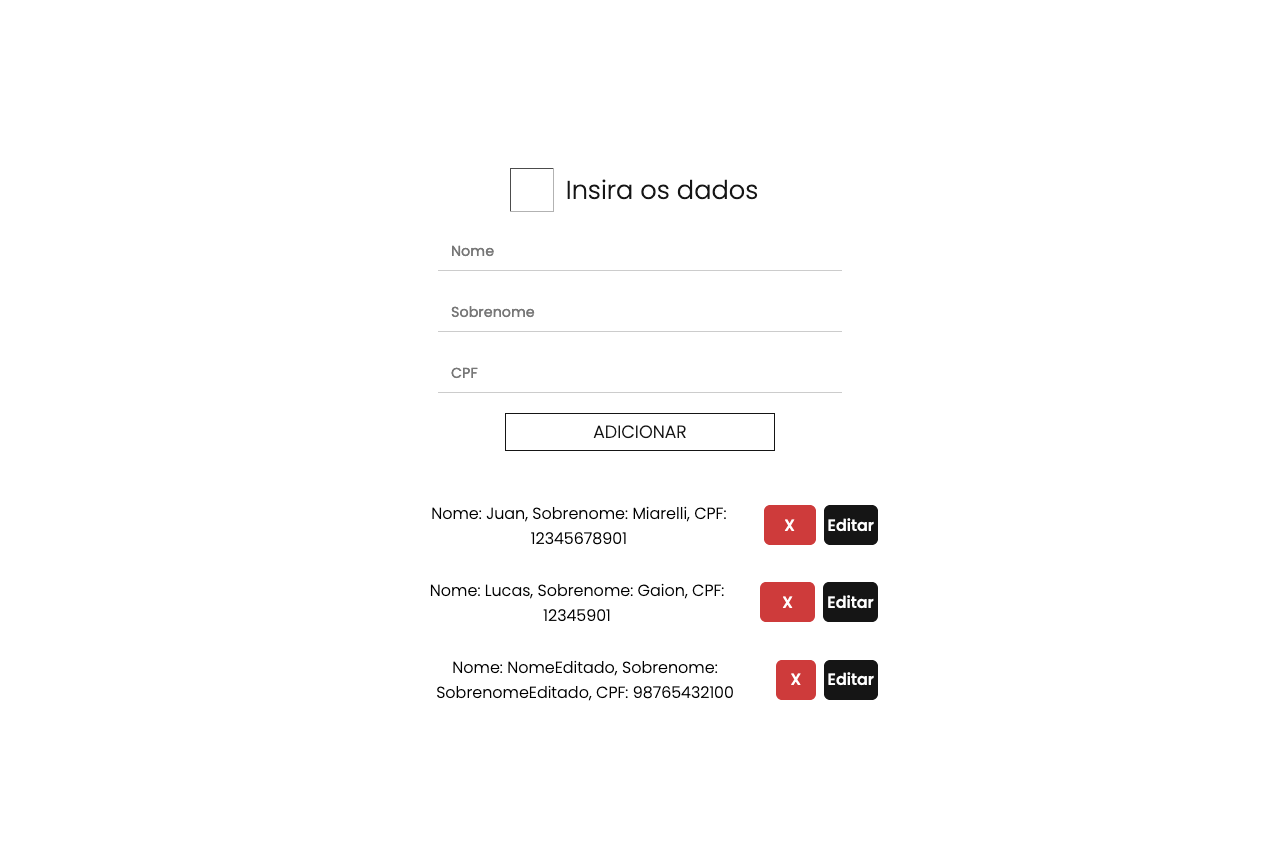 Insira os dados
Nome
Sobrenome
CPF
ADICIONAR
Nome: Juan, Sobrenome: Miarelli, CPF:
12345678901
X
Editar
Nome: Lucas, Sobrenome: Gaion, CPF:
12345901
X
Editar
Nome: NomeEditado, Sobrenome:
SobrenomeEditado, CPF: 98765432100
X
Editar